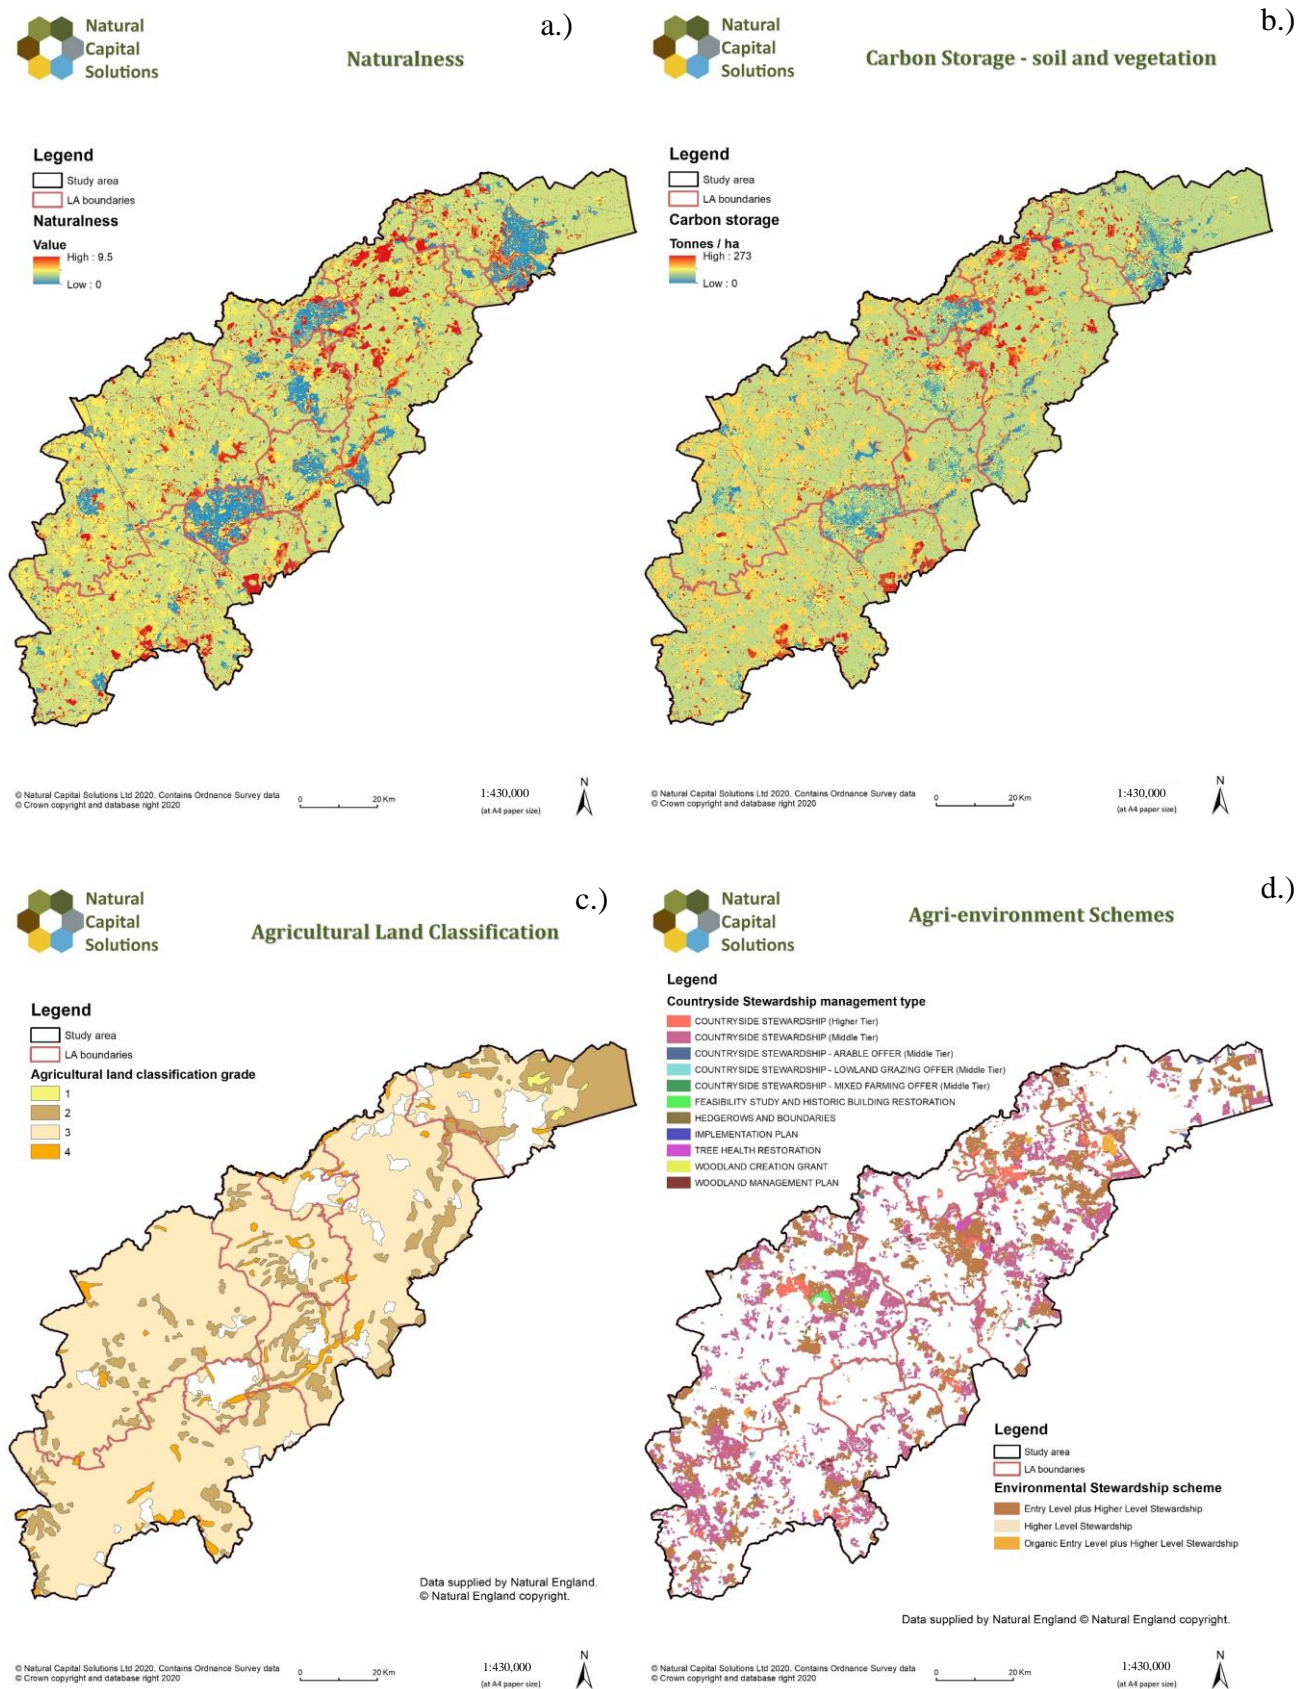 Natural
Capital
Solutions
a.)
Naturalness
Legend
Study area
LA boundaries
Naturalness
Value
High : 9.5
Low : 0
© Natural Capital Solutions Ltd 2020. Contains Ordnance Survey data
© Crown copyright and database right 2020
0 20 Km
1:430,000
(at A4 paper size)
N
Natural
Capital
Solutions
b.)
Carbon Storage - soil and vegetation
Legend
Study area
LA boundaries
Carbon storage
Tonnes / ha
High : 273
Low : 0
© Natural Capital Solutions Ltd 2020. Contains Ordnance Survey data
© Crown copyright and database right 2020
0 20 Km
1:430,000
(at A4 paper size)
N
Natural
Capital
Solutions
c.)
Agricultural Land Classification
Legend
Study area
LA boundaries
Agricultural land classification grade
1
2
3
4
Data supplied by Natural England.
© Natural England copyright.
© Natural Capital Solutions Ltd 2020. Contains Ordnance Survey data
© Crown copyright and database right 2020
0 20 Km
1:430,000
(at A4 paper size)
N
Natural
Capital
Solutions
d.)
Agri-environment Schemes
Legend
Countryside Stewardship management type
COUNTRYSIDE STEWARDSHIP (Higher Tier)
COUNTRYSIDE STEWARDSHIP (Middle Tier)
COUNTRYSIDE STEWARDSHIP - ARABLE OFFER (Middle Tier)
COUNTRYSIDE STEWARDSHIP - LOWLAND GRAZING OFFER (Middle Tier)
COUNTRYSIDE STEWARDSHIP - MIXED FARMING OFFER (Middle Tier)
FEASIBILITY STUDY AND HISTORIC BUILDING RESTORATION
HEDGEROWS AND BOUNDARIES
IMPLEMENTATION PLAN
TREE HEALTH RESTORATION
WOODLAND CREATION GRANT
WOODLAND MANAGEMENT PLAN
Legend
Study area
LA boundaries
Environmental Stewardship scheme
Entry Level plus Higher Level Stewardship
Higher Level Stewardship
Organic Entry Level plus Higher Level Stewardship
Data supplied by Natural England © Natural England copyright.
© Natural Capital Solutions Ltd 2020. Contains Ordnance Survey data
© Crown copyright and database right 2020
0 20 Km
1:430,000
(at A4 paper size)
N